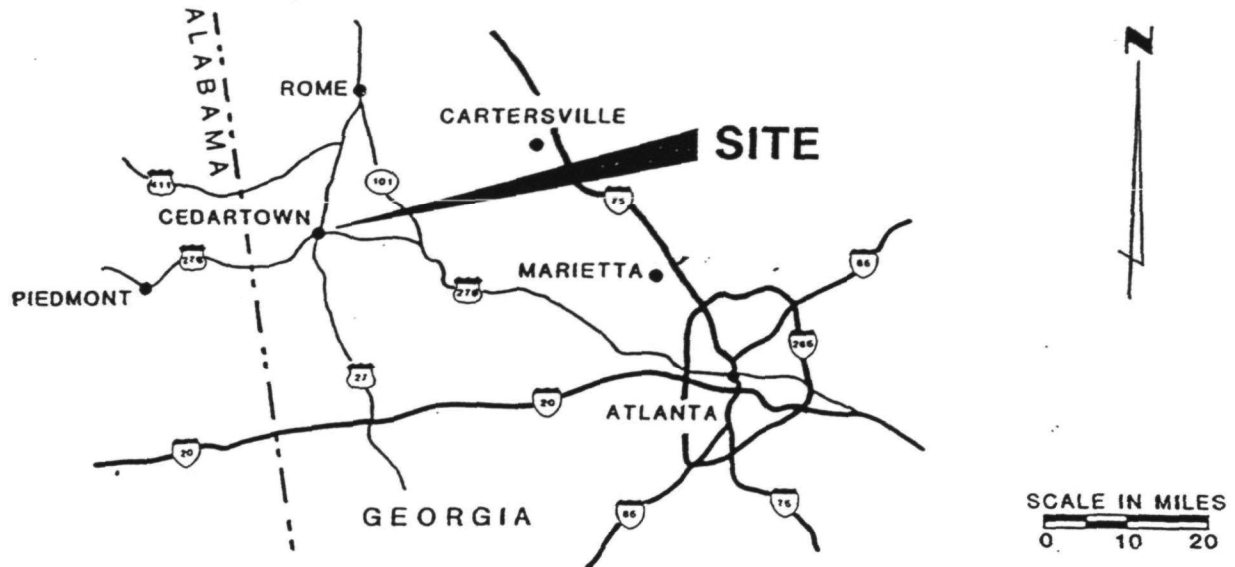 N
ALABAMA
ROME
CARTERSVILLE
SITE
411
101
75
CEDARTOWN
278
MARIETTA
85
PIEDMONT
278
285
27
20
ATLANTA
20
GEORGIA
85
75
SCALE IN MILES
0 10 20